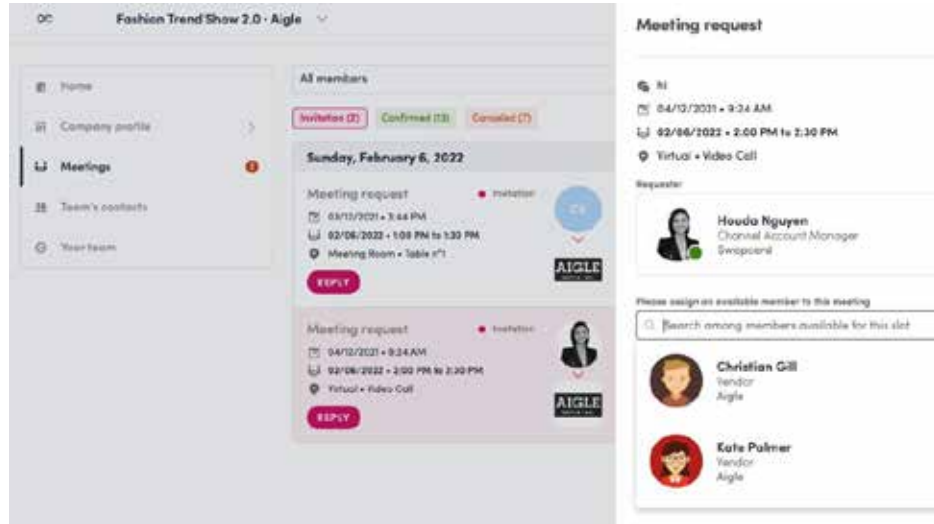 Fashion Trend Show 2.0 · Aigle
Home
Company profile
Meetings
Team's contacts
Your team
All members
Invitation (2) Confirmed (13) Canceled (7)
Sunday, February 6, 2022
Meeting request
Invitation
03/12/2021 • 3:44 PM
02/06/2022 • 1:00 PM to 1:30 PM
Meeting Room • Table n°1
REPLY
AIGLE
Meeting request
Invitation
04/12/2021 • 9:24 AM
02/06/2022 • 2:00 PM to 2:30 PM
Virtual • Video Call
REPLY
AIGLE
Meeting request
hi
04/12/2021 • 9:24 AM
02/06/2022 • 2:00 PM to 2:30 PM
Virtual • Video Call
Requester
Houda Nguyen
Channel Account Manager
Swapcard
Please assign an available member to this meeting
Search among members available for this slot
Christian Gill
Vendor
Aigle
Kate Palmer
Vendor
Aigle